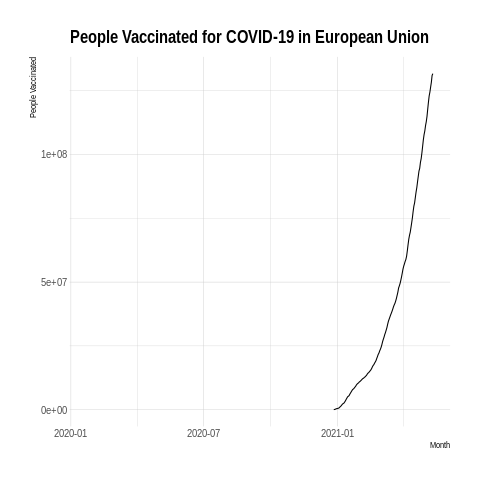 People Vaccinated for COVID-19 in European Union
People Vaccinated
1e+08
5e+07
0e+00
2020-01 2020-07 2021-01
Month